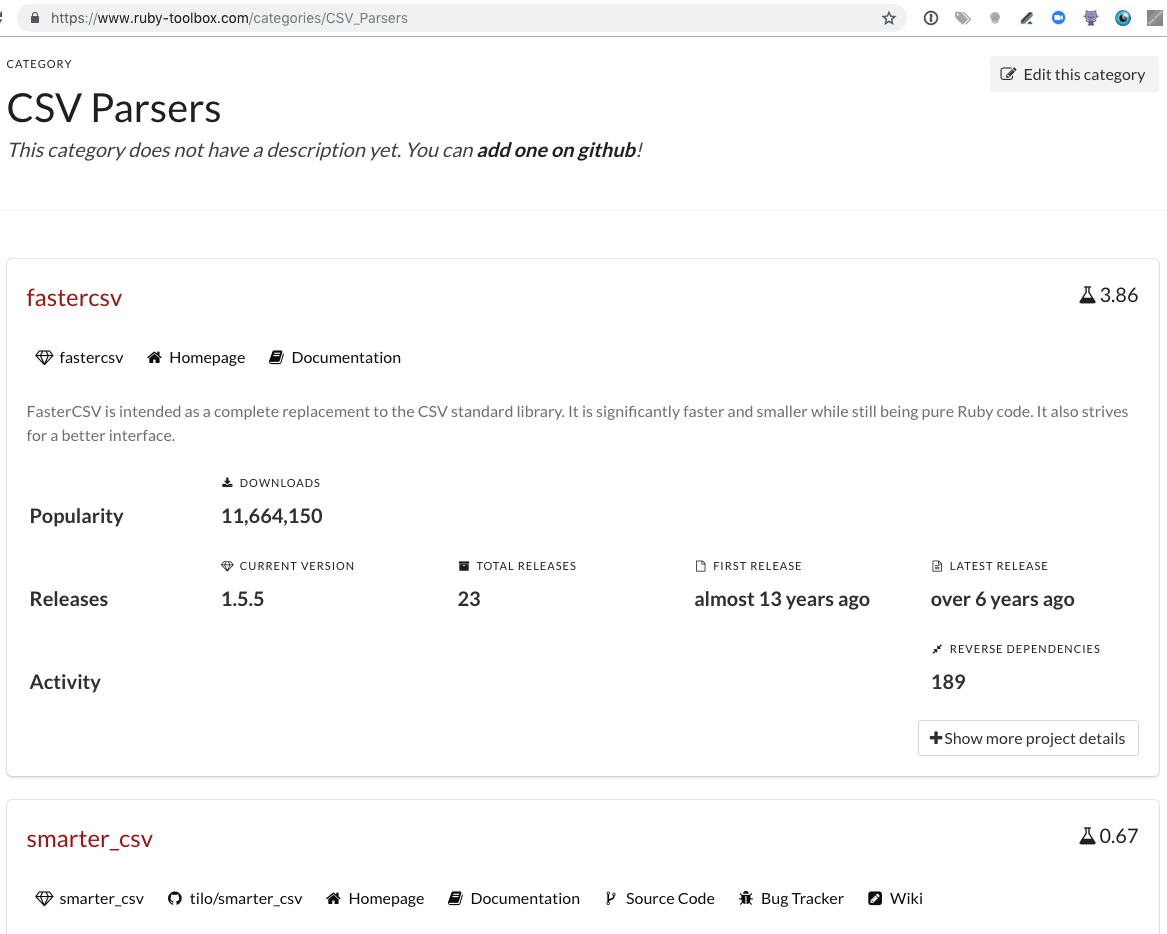 https://www.ruby-toolbox.com/categories/CSV_Parsers
CATEGORY
Edit this category
CSV Parsers
This category does not have a description yet. You can add one on github!
fastercsv
3.86
fastercsv Homepage Documentation
FasterCSV is intended as a complete replacement to the CSV standard library. It is significantly faster and smaller while still being pure Ruby code. It also strives
for a better interface.
DOWNLOADS
Popularity 11,664,150
CURRENT VERSION TOTAL RELEASES FIRST RELEASE LATEST RELEASE
Releases 1.5.5 23 almost 13 years ago over 6 years ago
REVERSE DEPENDENCIES
Activity 189
Show more project details
smarter_csv
0.67
smarter_csv tilo/smarter_csv Homepage Documentation Source Code Bug Tracker Wiki